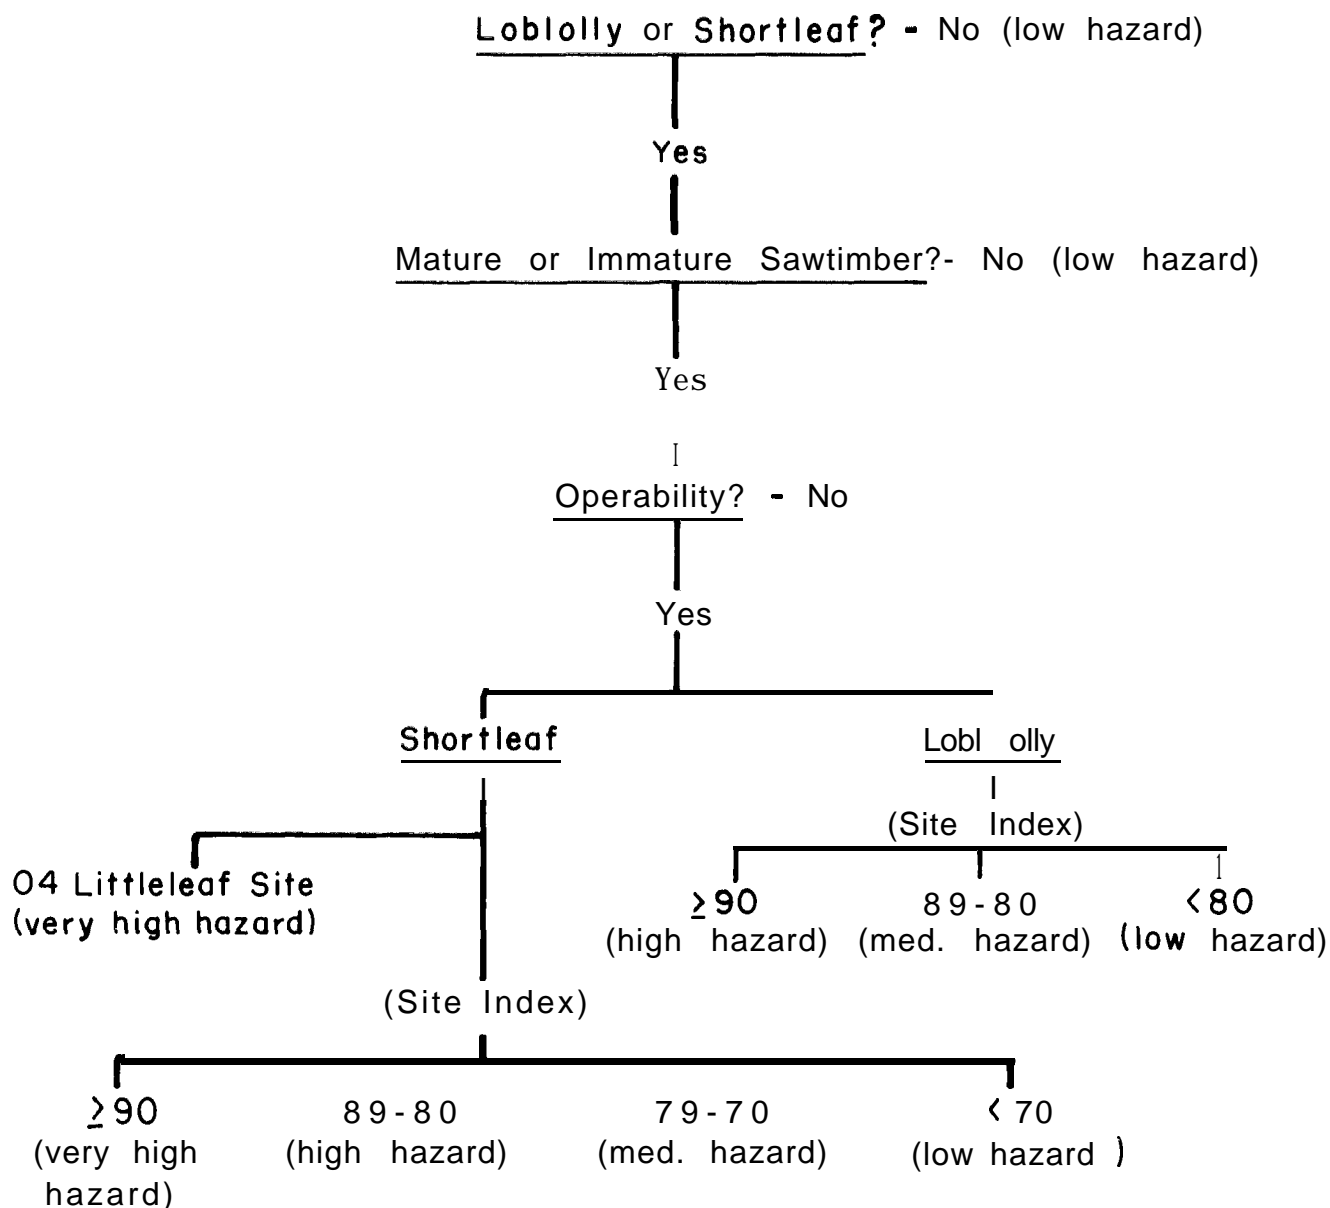 Loblolly or Shortleaf? - No (low hazard)
Yes
Mature or Immature Sawtimber?- No (low hazard)
Yes
Operability? - No
Yes
Shortleaf
Lobl olly
(Site Index)
04 Littleleaf Site
(very high hazard)
≥90
(high hazard)
89-80
(med. hazard)
<80
(low hazard)
(Site Index)
≥90
(very high
hazard)
89-80
(high hazard)
79-70
(med. hazard)
<70
(low hazard)